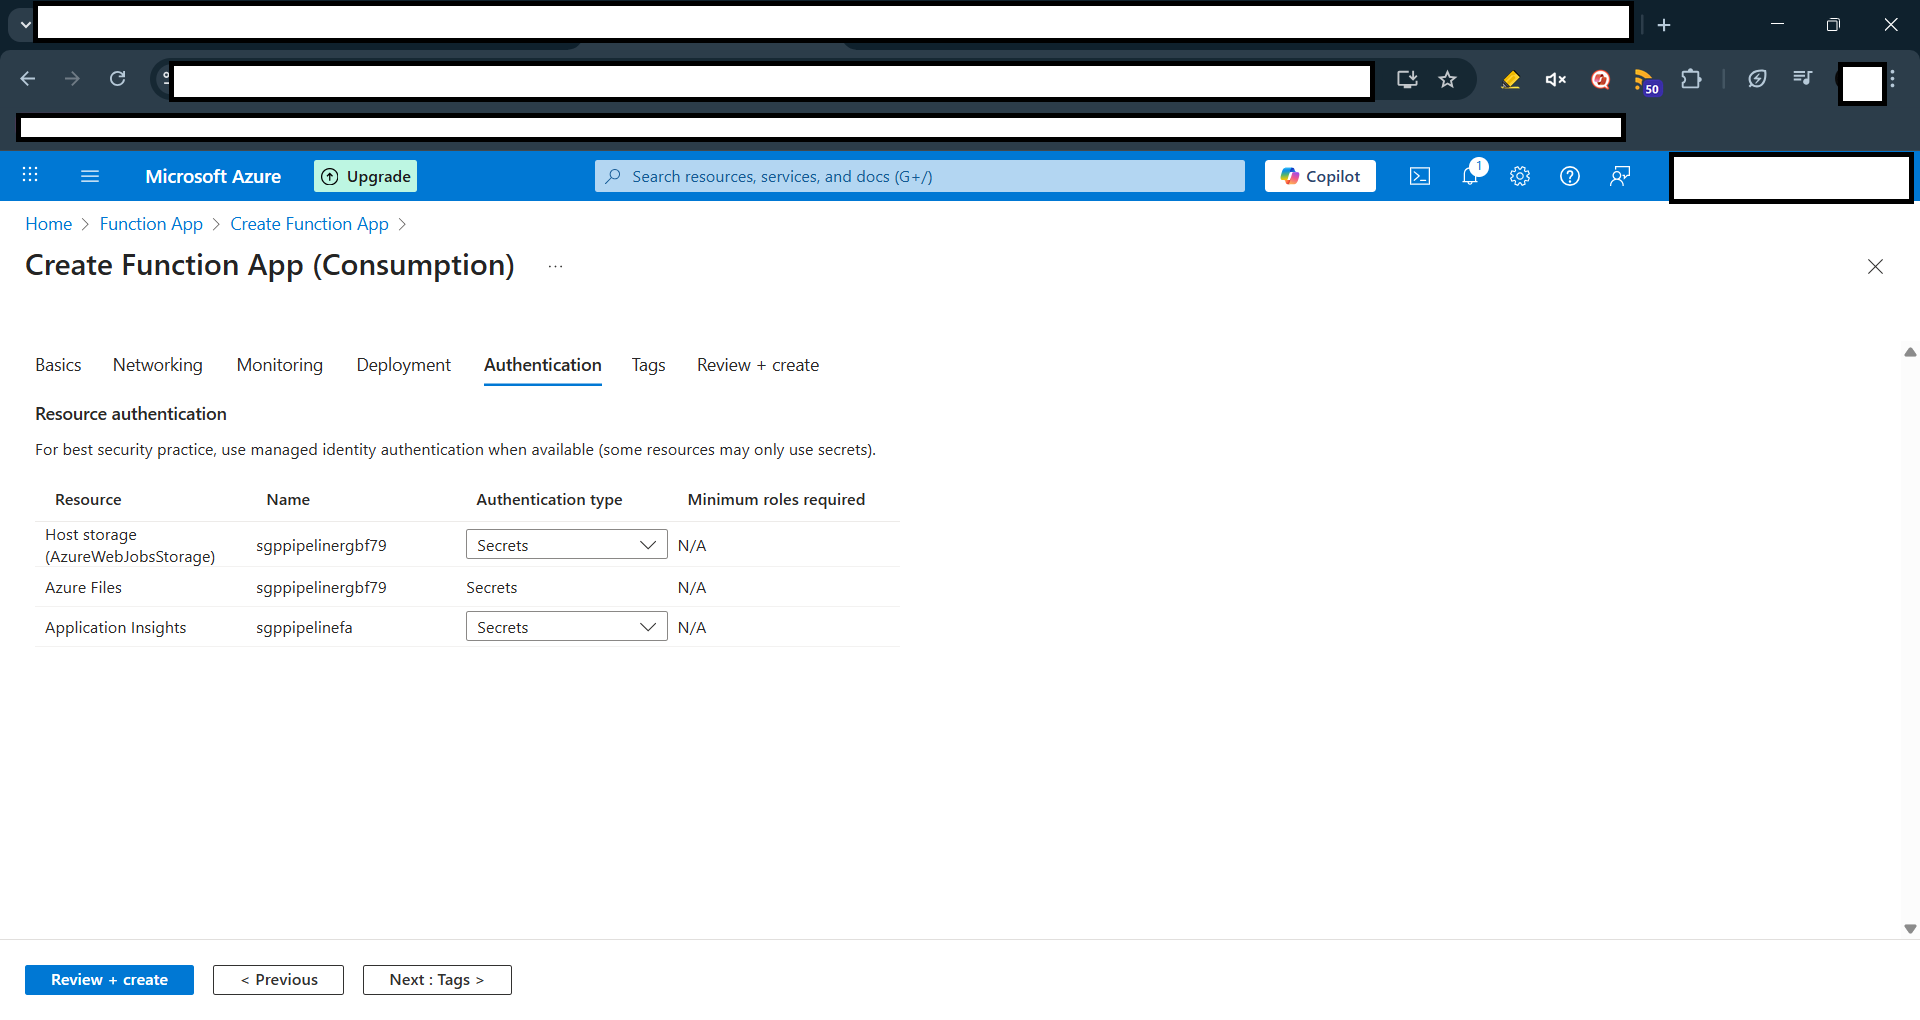 50
Microsoft Azure
Upgrade
Search resources, services, and docs (G+/)
Copilot
1
Home > Function App > Create Function App >
Create Function App (Consumption) ...
Basics Networking Monitoring Deployment Authentication Tags Review + create
Resource authentication
For best security practice, use managed identity authentication when available (some resources may only use secrets).
Resource Name Authentication type Minimum roles required
Host storage
(AzureWebJobsStorage) sgppipelinergbf79 Secrets N/A
Azure Files sgppipelinergbf79 Secrets N/A
Application Insights sgppipelinefa Secrets N/A
Review + create < Previous Next : Tags >